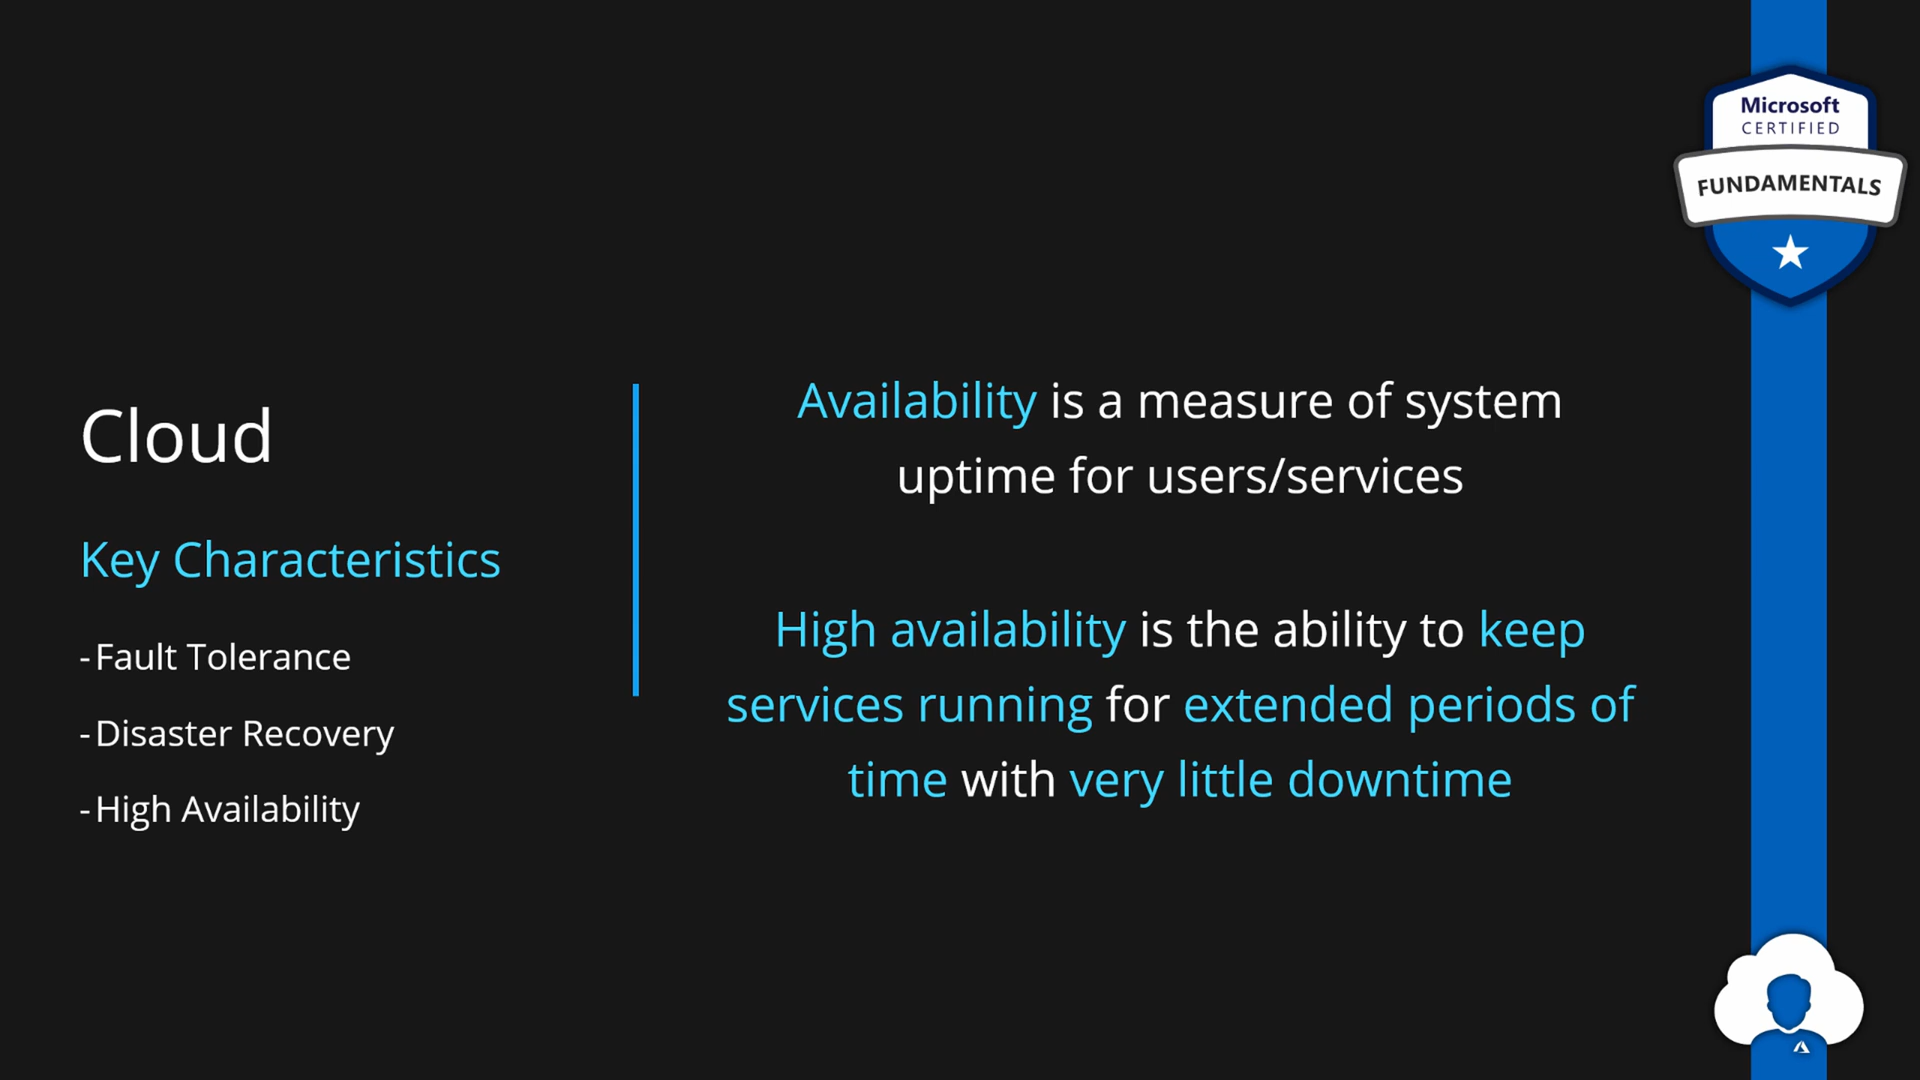 Microsoft
CERTIFIED
FUNDAMENTALS
Cloud
Key Characteristics
-Fault Tolerance
-Disaster Recovery
-High Availability
Availability is a measure of system
uptime for users/services
High availability is the ability to keep
services running for extended periods of
time with very little downtime